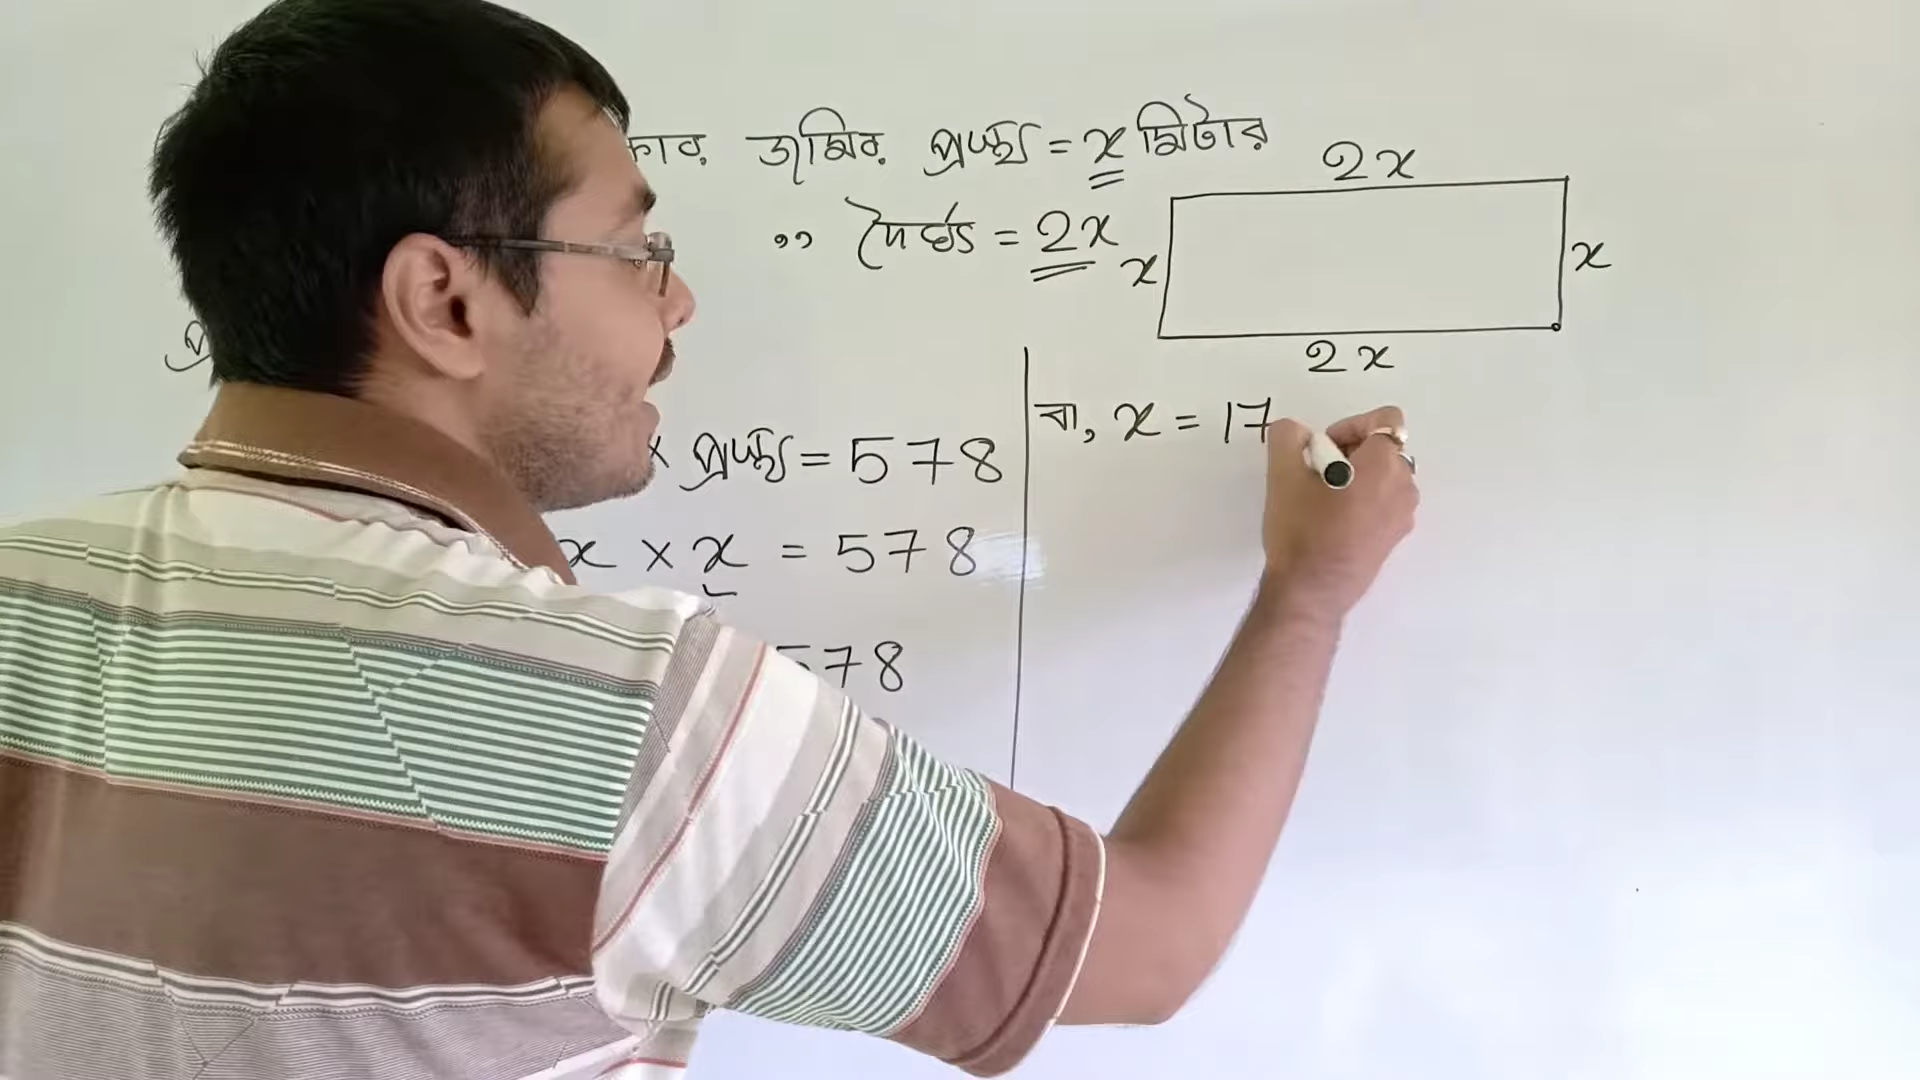 জমির প্রস্থ = x মিটার
,, দৈর্ঘ্য = 2x
2x
x
x
2x
× প্রস্থ = 578
x × x = 578
578
বা, x = 17